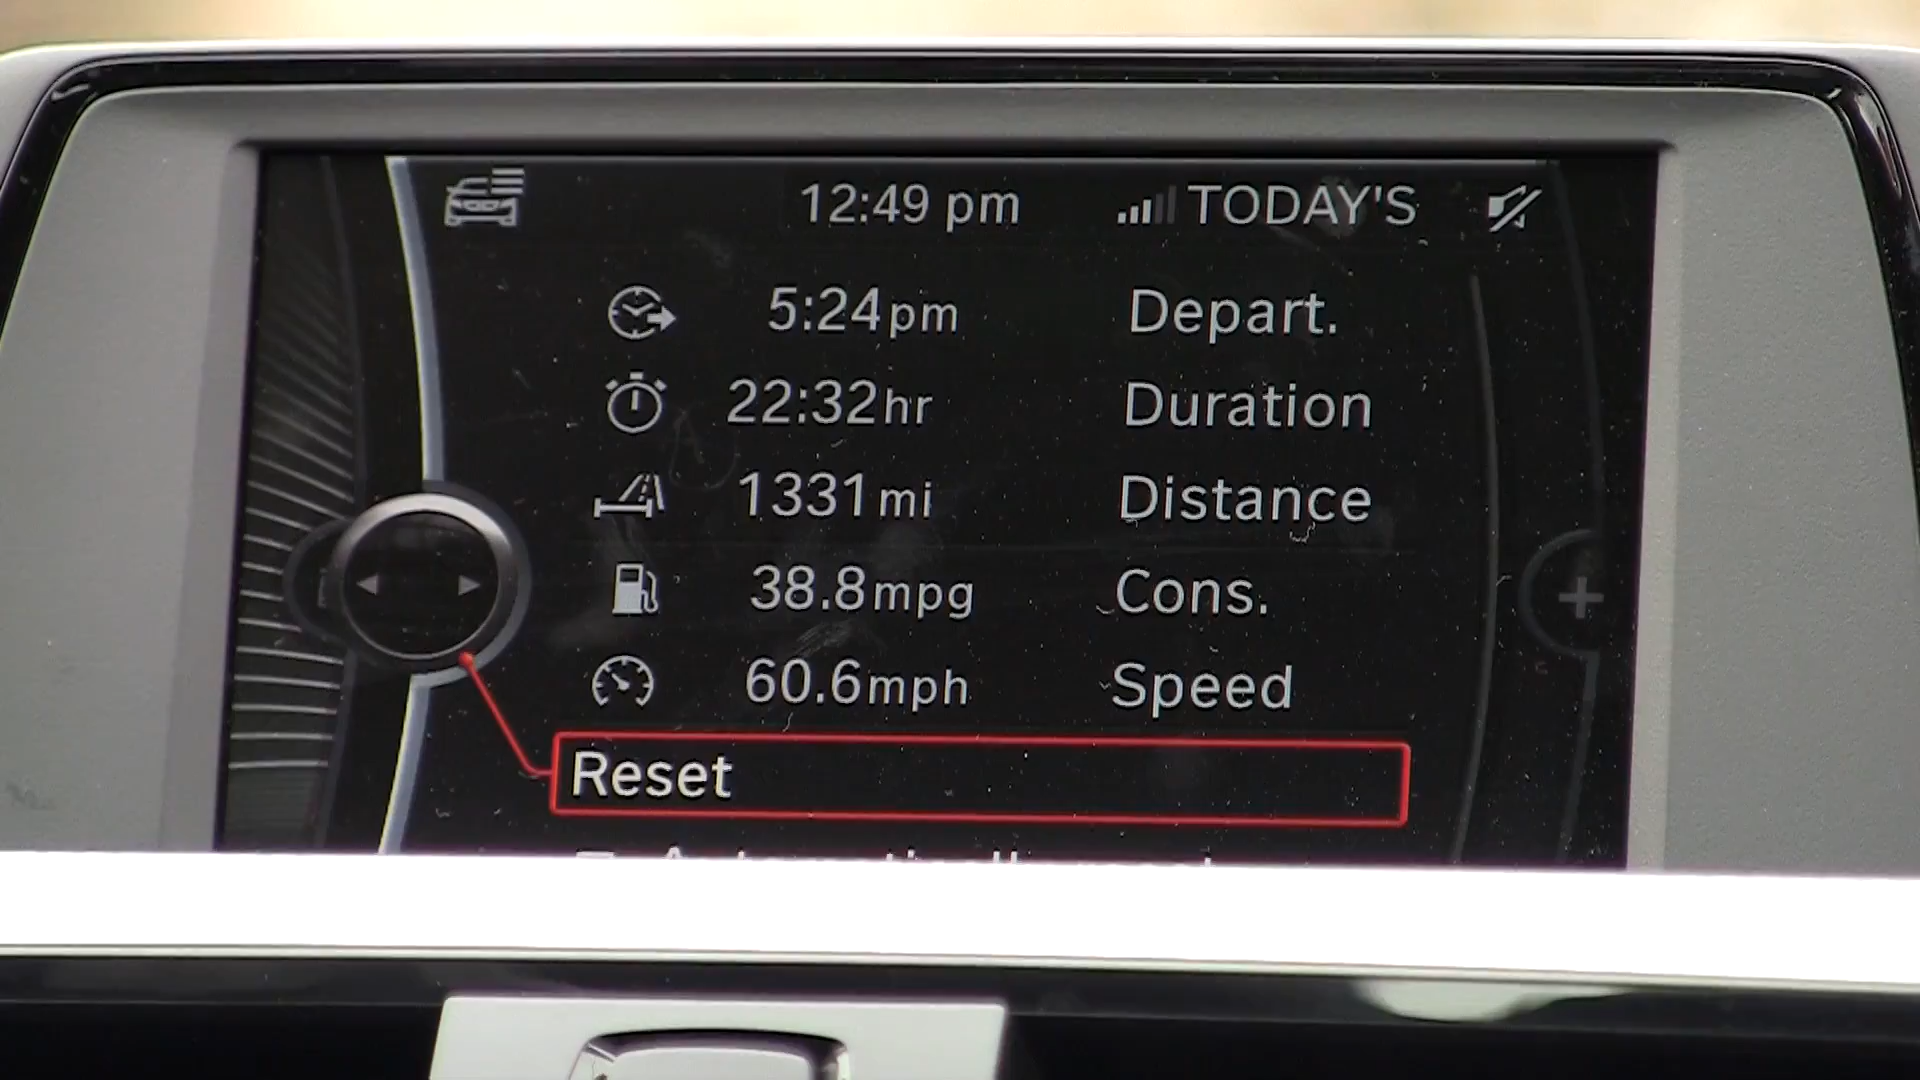 12:49 pm TODAY'S
5:24pm Depart.
22:32hr Duration
1331mi Distance
38.8mpg Cons.
60.6mph Speed
Reset